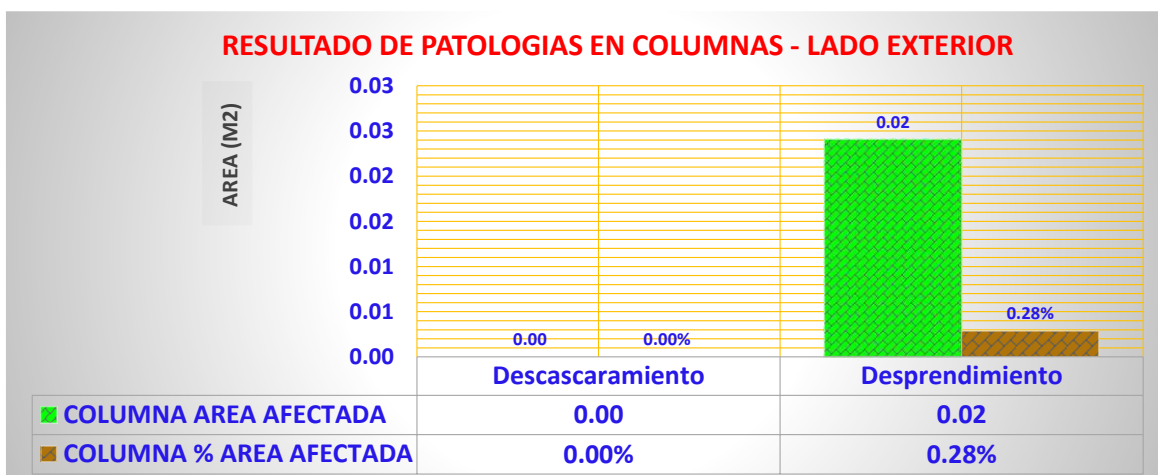 RESULTADO DE PATOLOGIAS EN COLUMNAS - LADO EXTERIOR
AREA (M2)
0.03
0.03
0.02
0.02
0.01
0.01
0.00
0.00
0.00%
0.02
0.28%
Descascaramiento Desprendimiento
COLUMNA AREA AFECTADA 0.00 0.02
COLUMNA % AREA AFECTADA 0.00% 0.28%